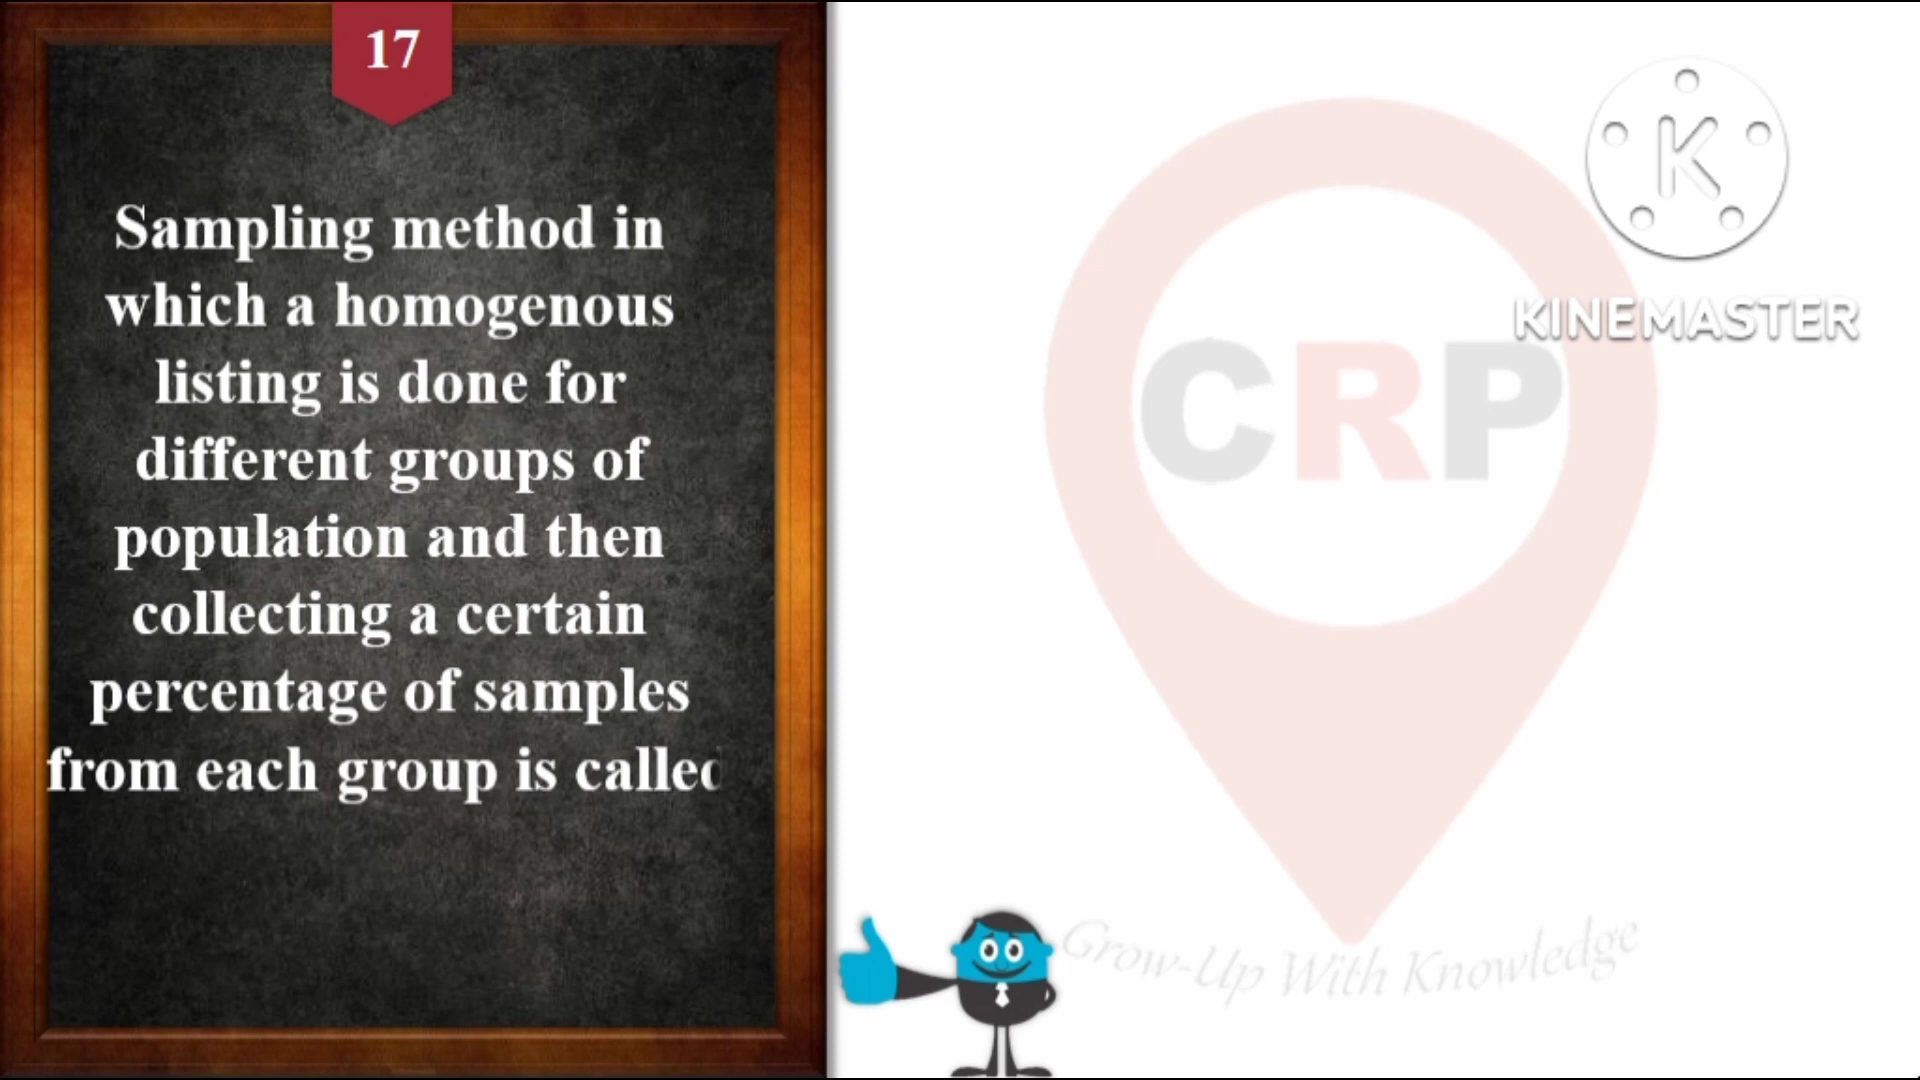 17
Sampling method in
which a homogenous
listing is done for
different groups of
population and then
collecting a certain
percentage of samples
from each group is called
K
KINEMASTER
CRP
Grow-Up With Knowledge